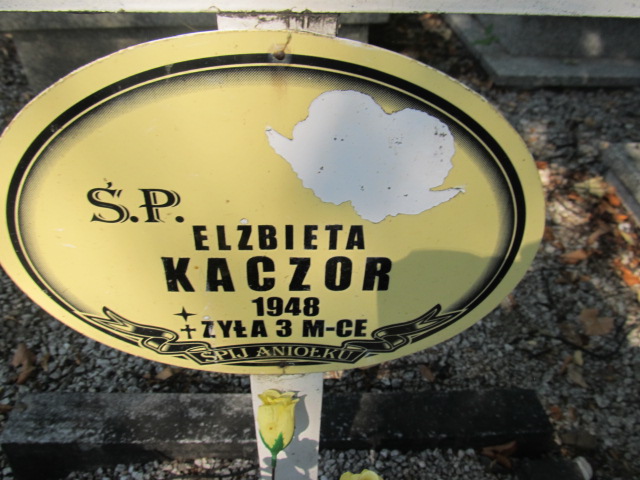 Ś.P.
ELZBIETA
KACZOR
1948
ŻYŁA 3 M-CE
ŚPIJ ANIOŁKU